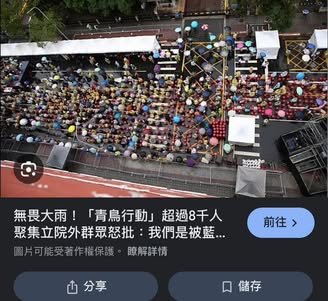 無畏大雨！「青鳥行動」超過8千人
聚集立院外群眾怒批：我們是被藍...
前往
圖片可能受著作權保護。 瞭解詳情
分享
儲存